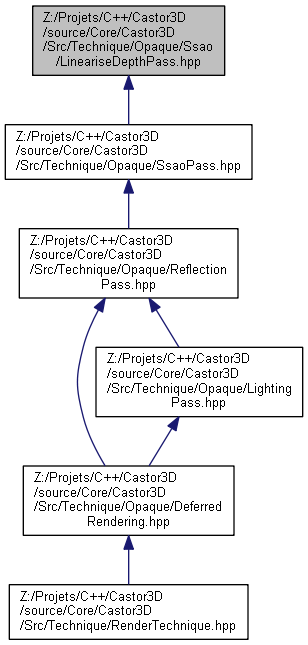 Z:/Projets/C++/Castor3D
/source/Core/Castor3D
/Src/Technique/Opaque/Ssao
/LineariseDepthPass.hpp
Z:/Projets/C++/Castor3D
/source/Core/Castor3D
/Src/Technique/Opaque/SsaoPass.hpp
Z:/Projets/C++/Castor3D
/source/Core/Castor3D
/Src/Technique/Opaque/Reflection
Pass.hpp
Z:/Projets/C++/Castor3D
/source/Core/Castor3D
/Src/Technique/Opaque/Lighting
Pass.hpp
Z:/Projets/C++/Castor3D
/source/Core/Castor3D
/Src/Technique/Opaque/Deferred
Rendering.hpp
Z:/Projets/C++/Castor3D
/source/Core/Castor3D
/Src/Technique/RenderTechnique.hpp